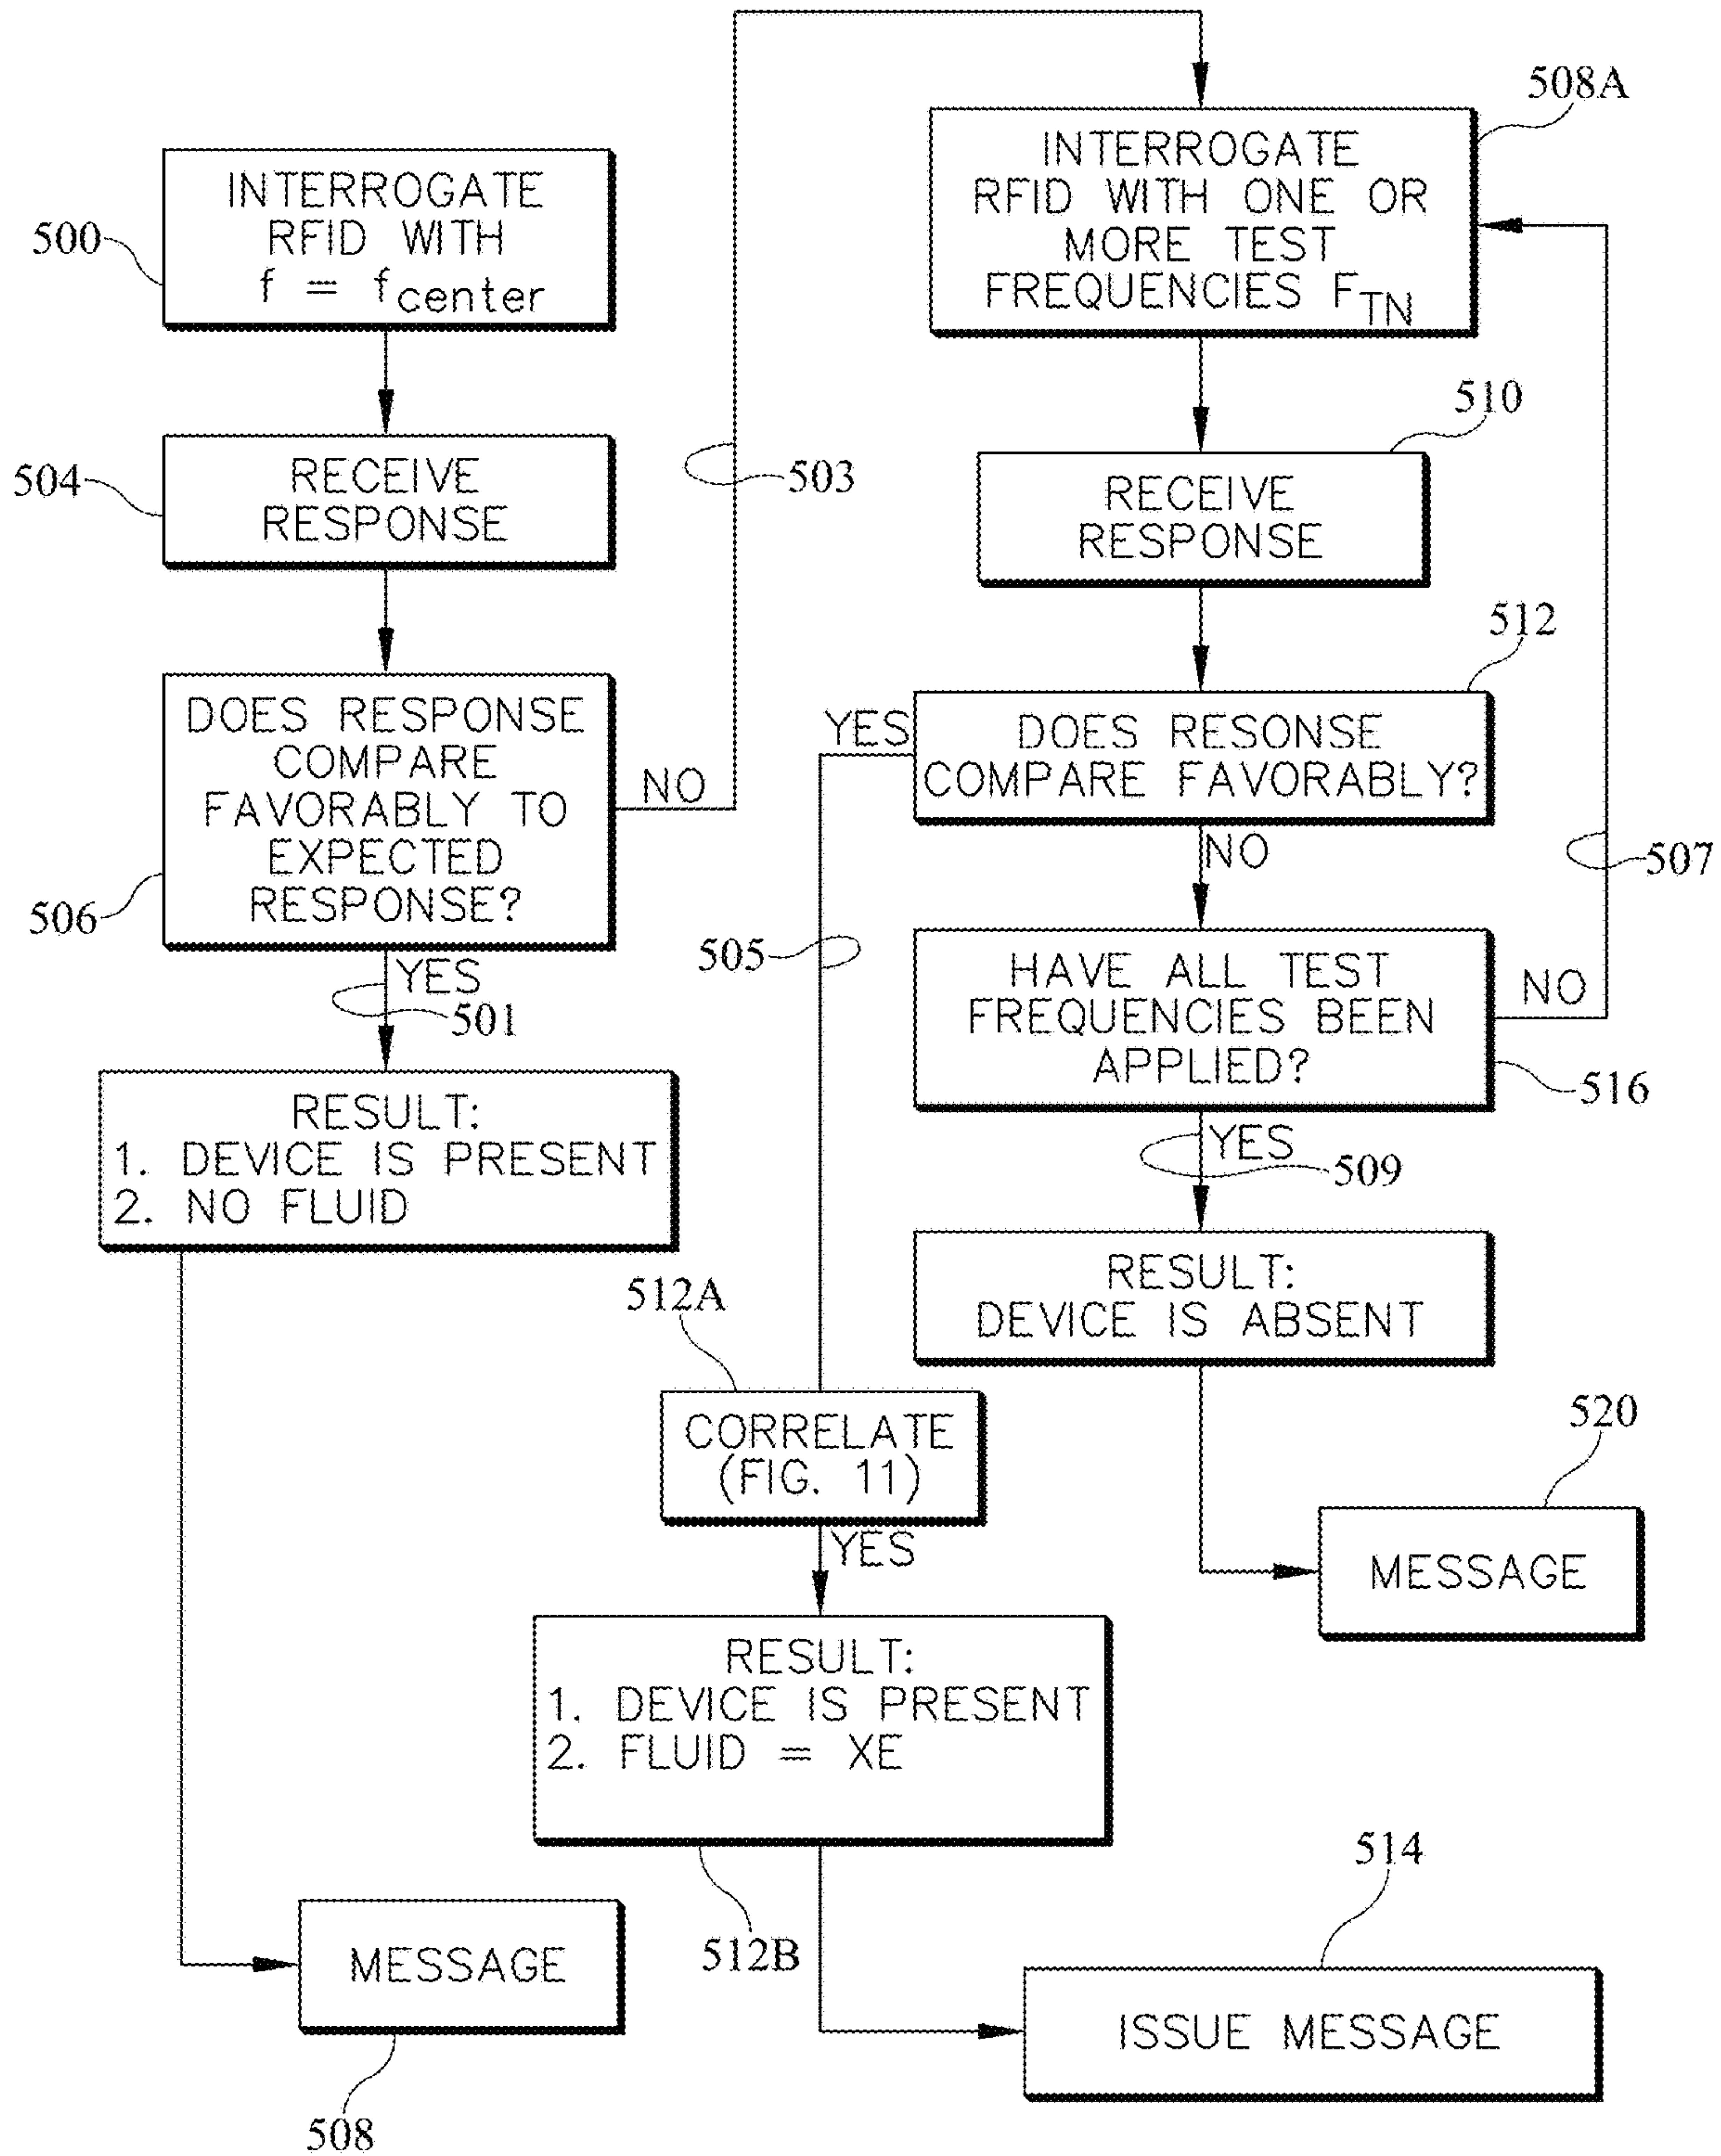 500
INTERROGATE
RFID WITH
f = fcenter
504
RECEIVE
RESPONSE
506
DOES RESPONSE
COMPARE
FAVORABLY TO
EXPECTED
RESPONSE?
NO
503
YES
501
RESULT:
1. DEVICE IS PRESENT
2. NO FLUID
MESSAGE
508
508A
INTERROGATE
RFID WITH ONE OR
MORE TEST
FREQUENCIES FTN
510
RECEIVE
RESPONSE
512
DOES RESONSE
COMPARE FAVORABLY?
YES
505
NO
507
HAVE ALL TEST
FREQUENCIES BEEN
APPLIED?
NO
516
YES
509
RESULT:
DEVICE IS ABSENT
520
MESSAGE
512A
CORRELATE
(FIG. 11)
YES
RESULT:
1. DEVICE IS PRESENT
2. FLUID = XE
512B
514
ISSUE MESSAGE